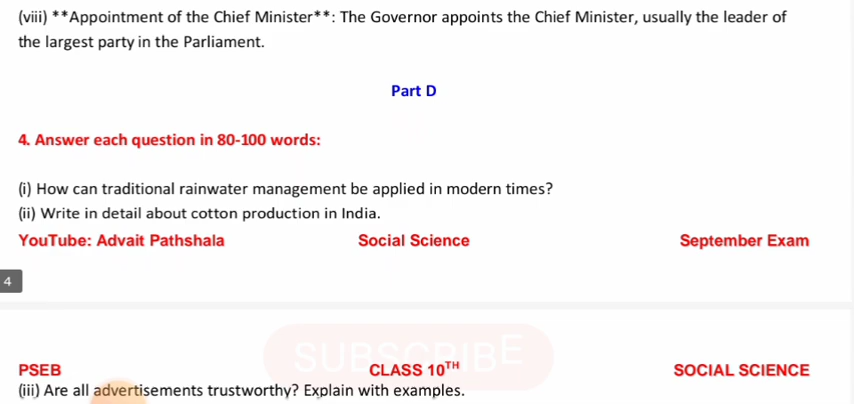 (viii) **Appointment of the Chief Minister**: The Governor appoints the Chief Minister, usually the leader of
the largest party in the Parliament.
Part D
4. Answer each question in 80-100 words:
(i) How can traditional rainwater management be applied in modern times?
(ii) Write in detail about cotton production in India.
YouTube: Advait Pathshala Social Science September Exam
4
SUBSCRIBE
PSEB CLASS 10TH SOCIAL SCIENCE
(iii) Are all advertisements trustworthy? Explain with examples.